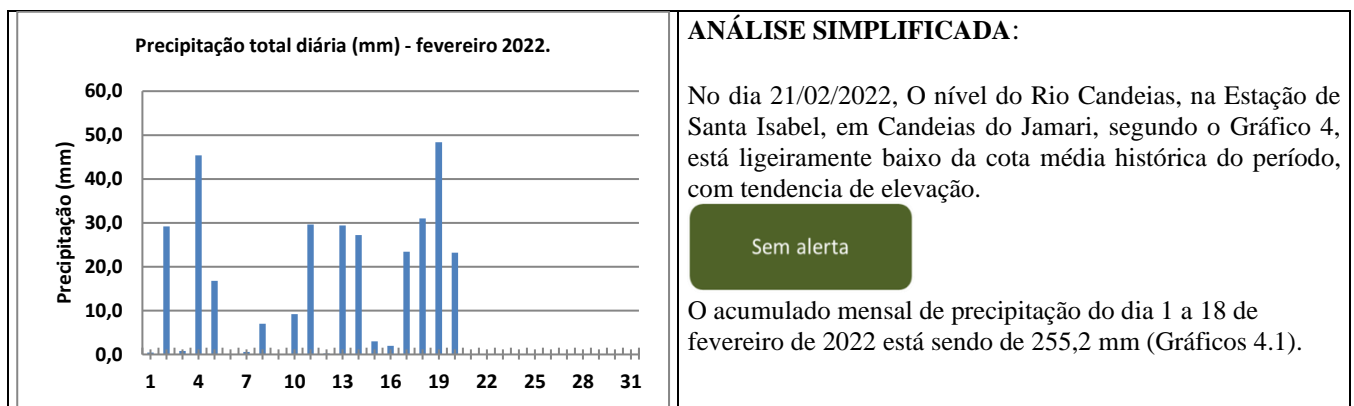 Precipitação total diária (mm) - fevereiro 2022.
Precipitação (mm)
60,0
50,0
40,0
30,0
20,0
10,0
0,0
1 4 7 10 13 16 19 22 25 28 31
ANÁLISE SIMPLIFICADA:
No dia 21/02/2022, O nível do Rio Candeias, na Estação de
Santa Isabel, em Candeias do Jamari, segundo o Gráfico 4,
está ligeiramente baixo da cota média histórica do período,
com tendencia de elevação.
Sem alerta
O acumulado mensal de precipitação do dia 1 a 18 de
fevereiro de 2022 está sendo de 255,2 mm (Gráficos 4.1).